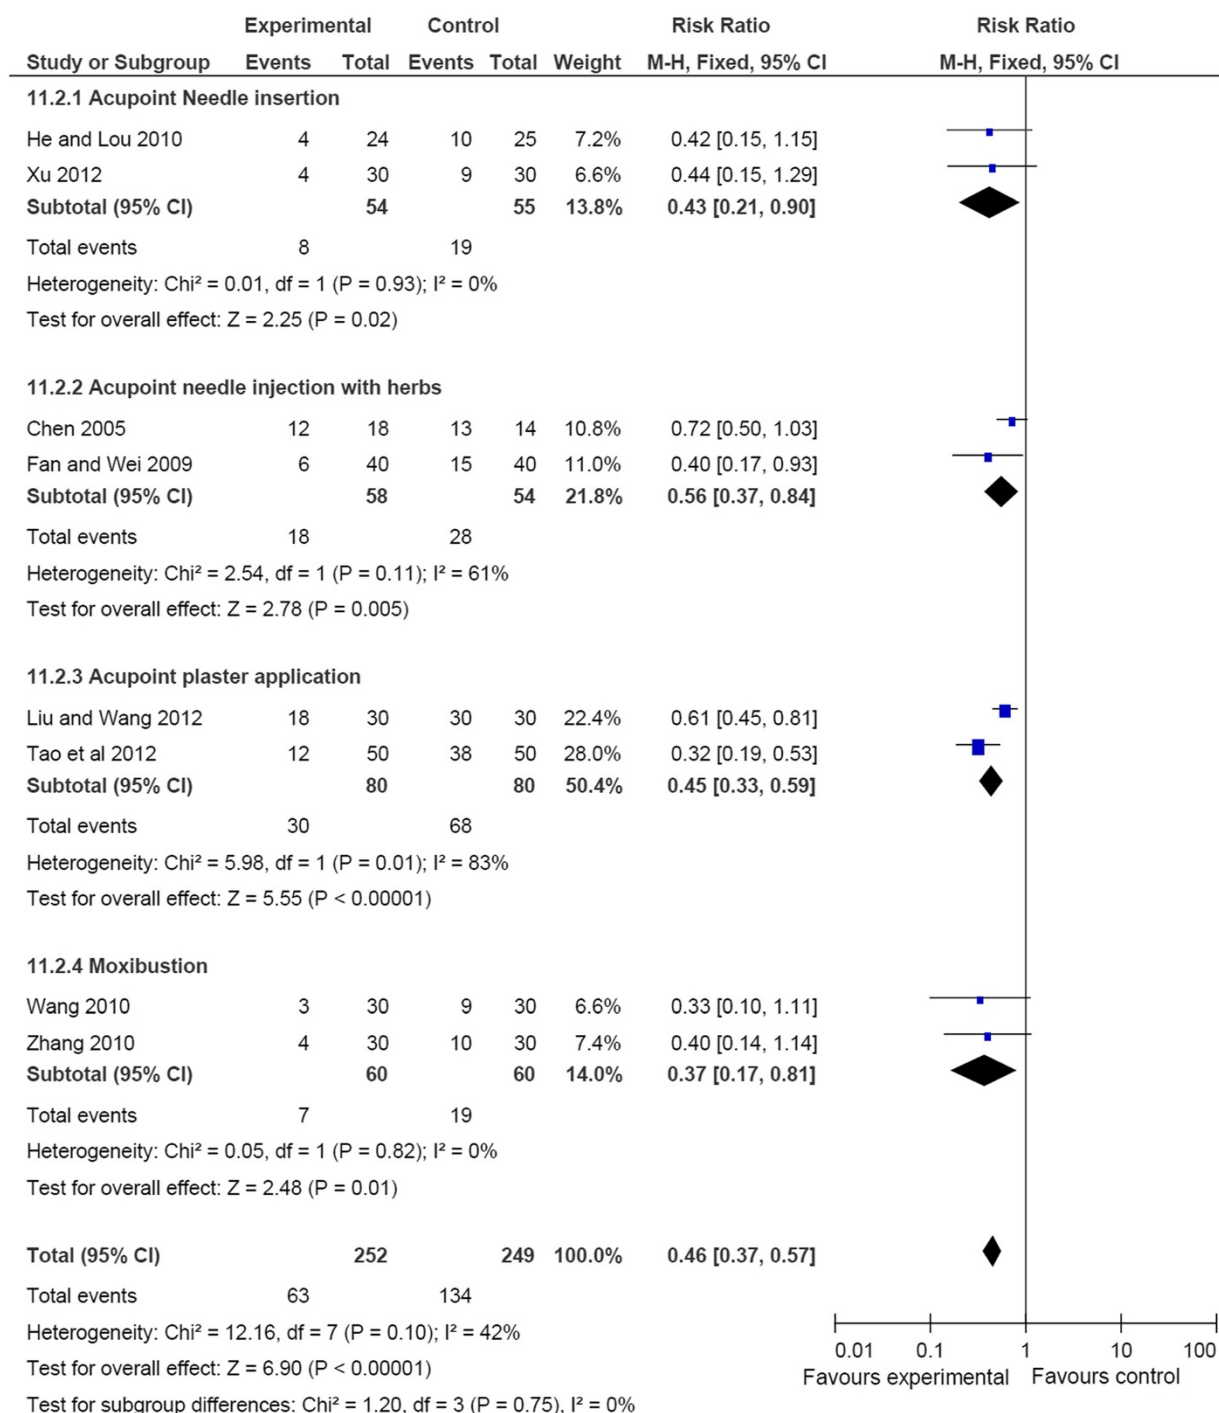 Experimental Control Risk Ratio Risk Ratio
Study or Subgroup Events Total Events Total Weight M-H, Fixed, 95% CI M-H, Fixed, 95% CI
11.2.1 Acupoint Needle insertion
He and Lou 2010 4 24 10 25 7.2% 0.42 [0.15, 1.15]
Xu 2012 4 30 9 30 6.6% 0.44 [0.15, 1.29]
Subtotal (95% CI) 54 55 13.8% 0.43 [0.21, 0.90]
Total events 8 19
Heterogeneity: Chi² = 0.01, df = 1 (P = 0.93); I² = 0%
Test for overall effect: Z = 2.25 (P = 0.02)
11.2.2 Acupoint needle injection with herbs
Chen 2005 12 18 13 14 10.8% 0.72 [0.50, 1.03]
Fan and Wei 2009 6 40 15 40 11.0% 0.40 [0.17, 0.93]
Subtotal (95% CI) 58 54 21.8% 0.56 [0.37, 0.84]
Total events 18 28
Heterogeneity: Chi² = 2.54, df = 1 (P = 0.11); I² = 61%
Test for overall effect: Z = 2.78 (P = 0.005)
11.2.3 Acupoint plaster application
Liu and Wang 2012 18 30 30 30 22.4% 0.61 [0.45, 0.81]
Tao et al 2012 12 50 38 50 28.0% 0.32 [0.19, 0.53]
Subtotal (95% CI) 80 80 50.4% 0.45 [0.33, 0.59]
Total events 30 68
Heterogeneity: Chi² = 5.98, df = 1 (P = 0.01); I² = 83%
Test for overall effect: Z = 5.55 (P < 0.00001)
11.2.4 Moxibustion
Wang 2010 3 30 9 30 6.6% 0.33 [0.10, 1.11]
Zhang 2010 4 30 10 30 7.4% 0.40 [0.14, 1.14]
Subtotal (95% CI) 60 60 14.0% 0.37 [0.17, 0.81]
Total events 7 19
Heterogeneity: Chi² = 0.05, df = 1 (P = 0.82); I² = 0%
Test for overall effect: Z = 2.48 (P = 0.01)
Total (95% CI) 252 249 100.0% 0.46 [0.37, 0.57]
Total events 63 134
Heterogeneity: Chi² = 12.16, df = 7 (P = 0.10); I² = 42%
Test for overall effect: Z = 6.90 (P < 0.00001)
Test for subgroup differences: Chi² = 1.20, df = 3 (P = 0.75), I² = 0%
0.01 0.1 1 10 100
Favours experimental Favours control